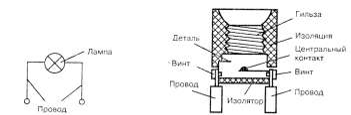 Лампа
Провод
Гильза
Изоляция
Деталь
Центральный
контакт
Винт
Винт
Провод
Изолятор
Провод